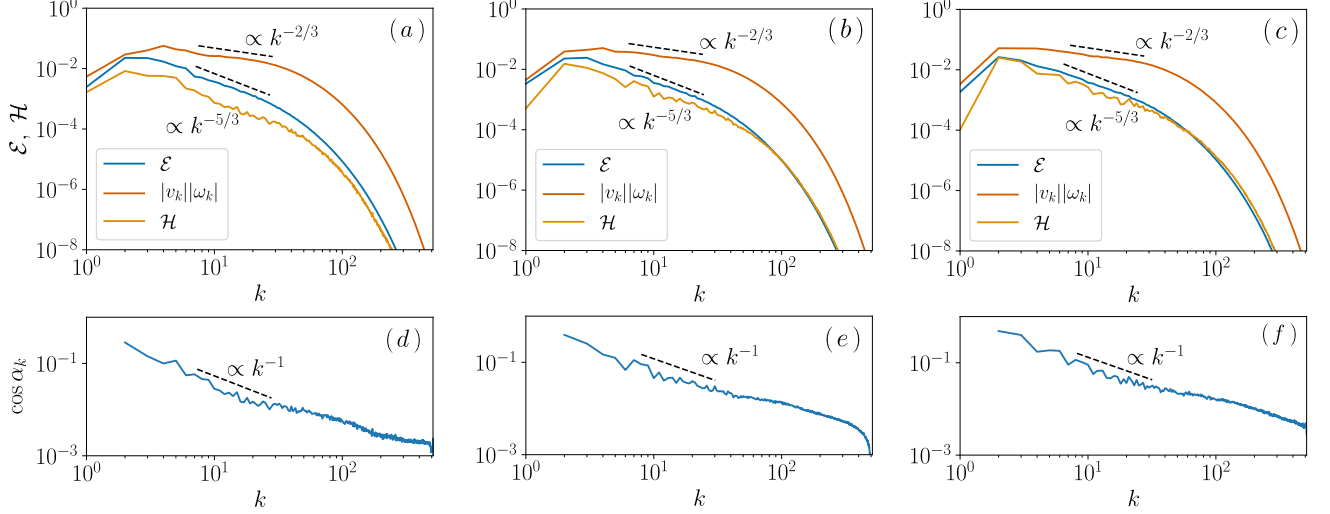 10^0
10^{-2}
10^{-4}
10^{-6}
10^{-8}
ℰ, ℋ
(a)
∝ k^{-2/3}
∝ k^{-5/3}
ℰ
|v_k||ω_k|
ℋ
10^0 10^1 10^2
k
10^0
10^{-2}
10^{-4}
10^{-6}
10^{-8}
(b)
∝ k^{-2/3}
∝ k^{-5/3}
ℰ
|v_k||ω_k|
ℋ
10^0 10^1 10^2
k
10^0
10^{-2}
10^{-4}
10^{-6}
10^{-8}
(c)
∝ k^{-2/3}
∝ k^{-5/3}
ℰ
|v_k||ω_k|
ℋ
10^0 10^1 10^2
k
10^{-1}
10^{-3}
cos α_k
(d)
∝ k^{-1}
10^0 10^1 10^2
k
10^{-1}
10^{-3}
(e)
∝ k^{-1}
10^0 10^1 10^2
k
10^{-1}
10^{-3}
(f)
∝ k^{-1}
10^0 10^1 10^2
k